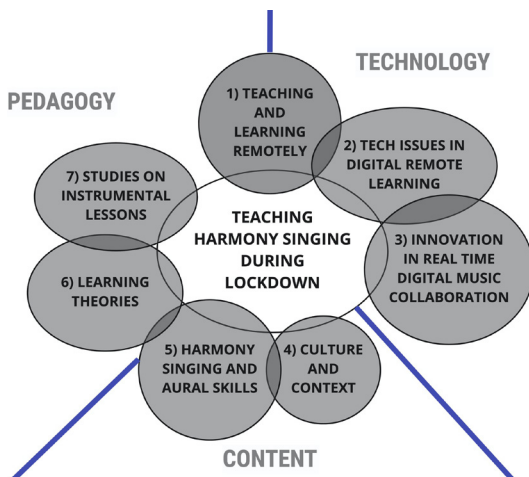 TECHNOLOGY
PEDAGOGY
1) TEACHING
AND
LEARNING
REMOTELY
2) TECH ISSUES IN
DIGITAL REMOTE
LEARNING
3) INNOVATION
IN REAL TIME
DIGITAL MUSIC
COLLABORATION
4) CULTURE
AND
CONTEXT
5) HARMONY
SINGING AND
AURAL SKILLS
6) LEARNING
THEORIES
7) STUDIES ON
INSTRUMENTAL
LESSONS
TEACHING
HARMONY SINGING
DURING
LOCKDOWN
CONTENT